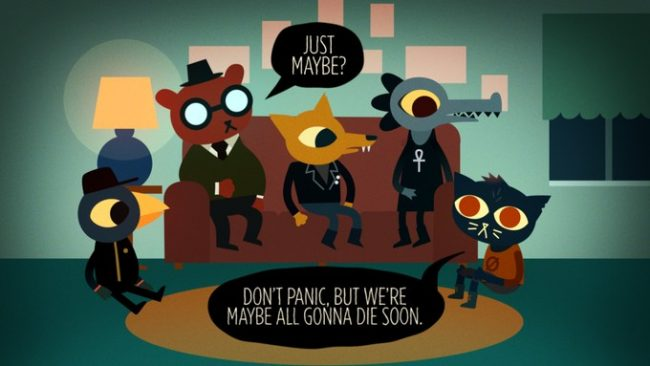 JUST
MAYBE?
DON'T PANIC, BUT WE'RE
MAYBE ALL GONNA DIE SOON.